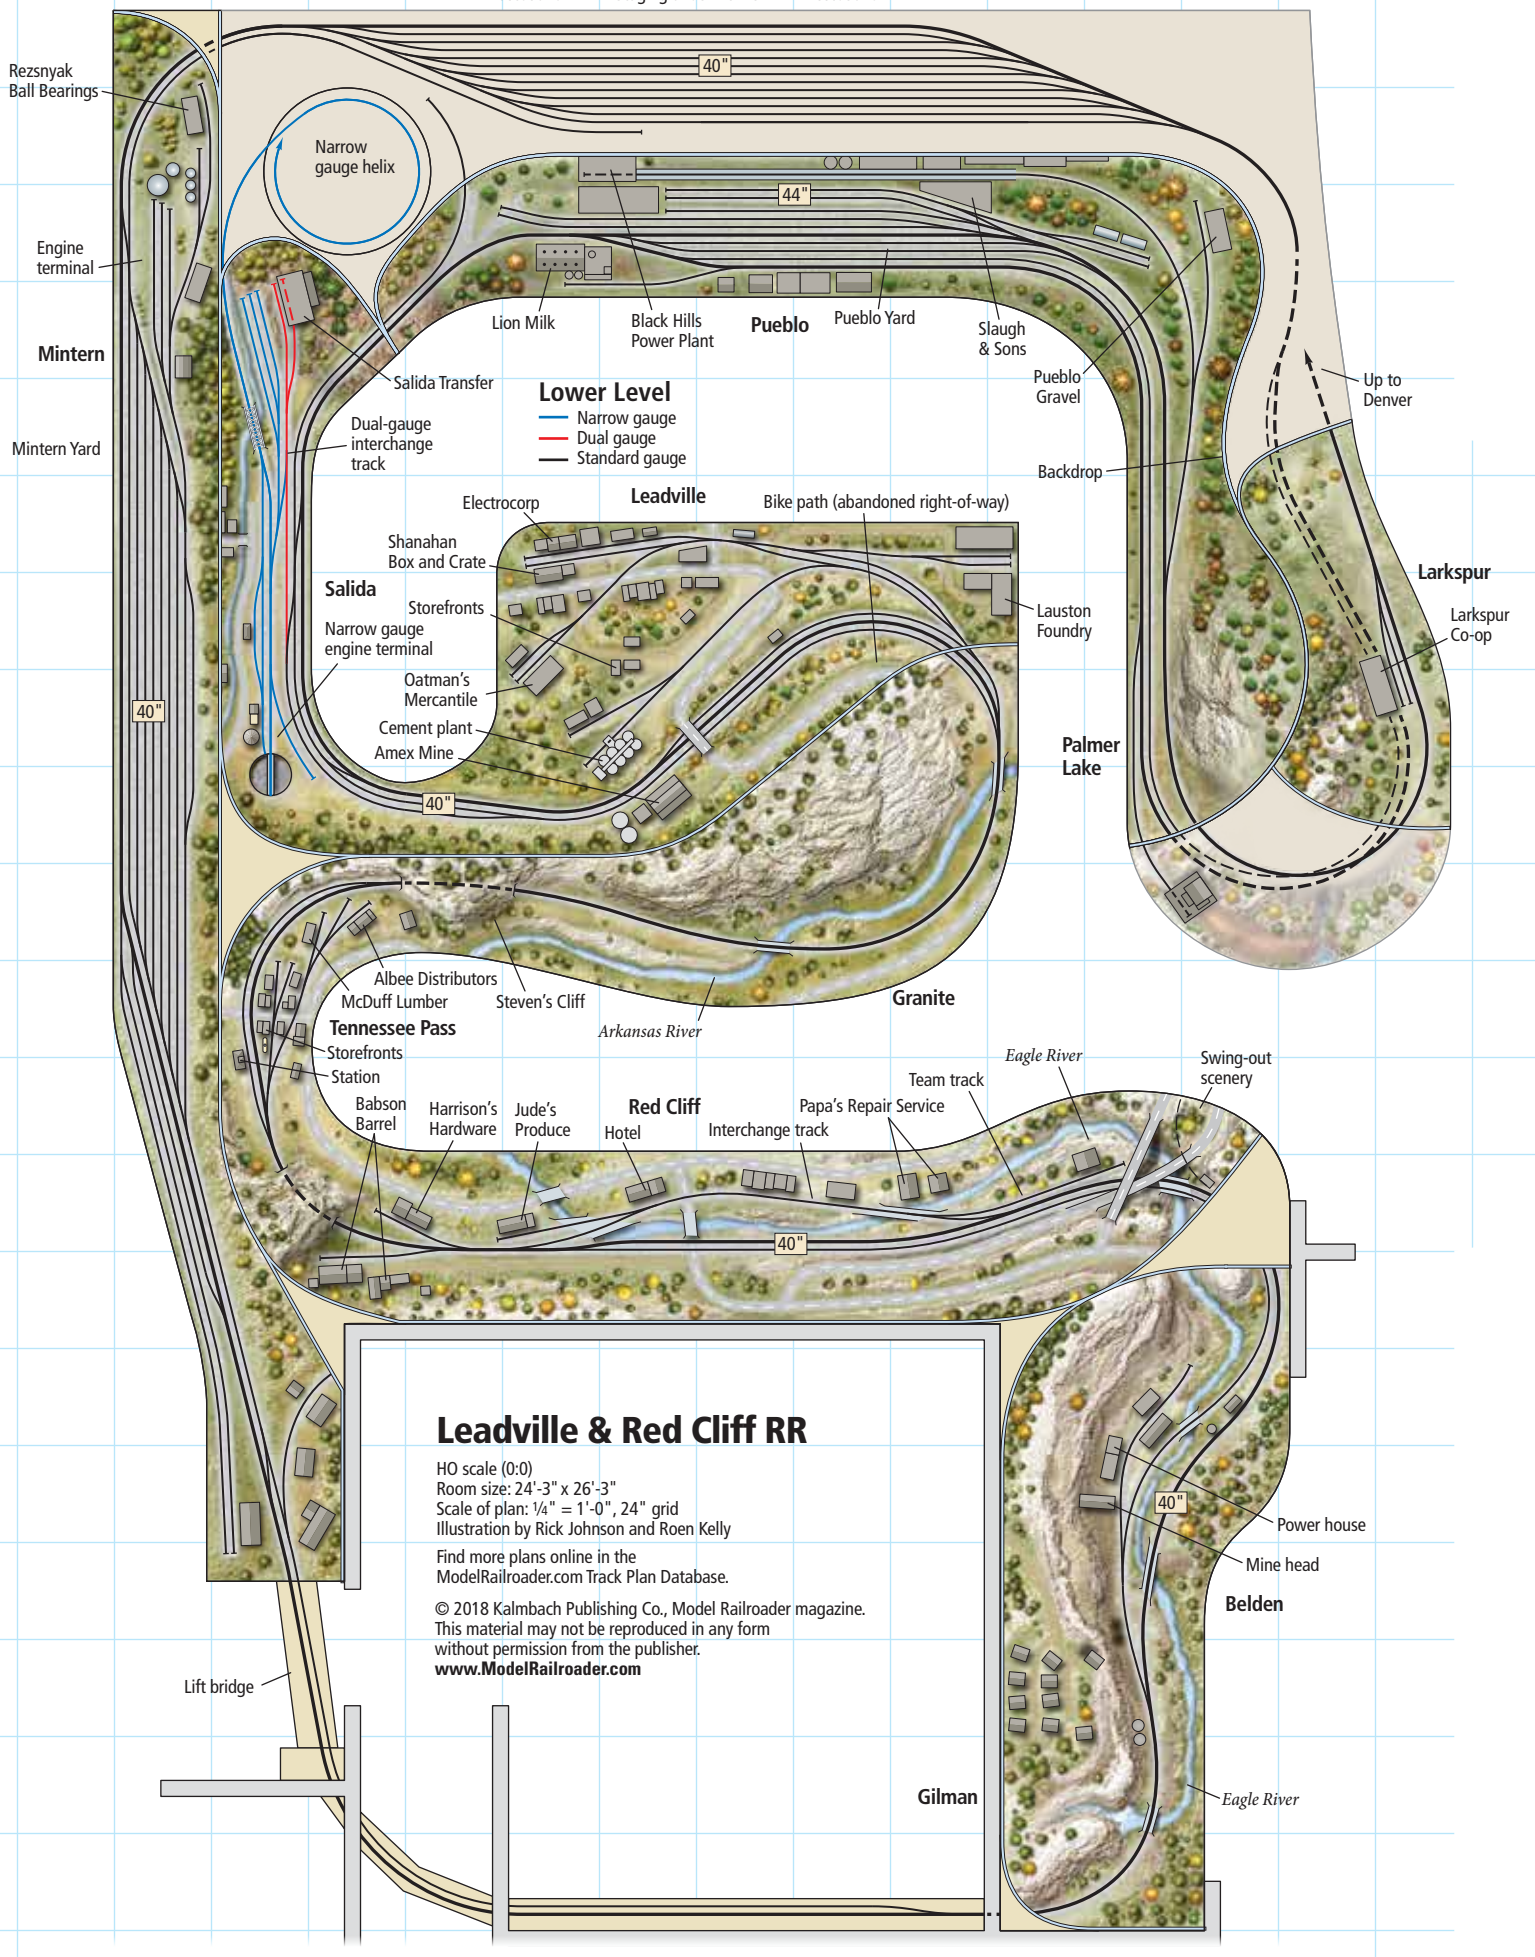 40"
Rezsnyak
Ball Bearings
Narrow
gauge helix
44"
Engine
terminal
Lion Milk
Black Hills
Power Plant
Pueblo
Pueblo Yard
Slaugh
& Sons
Mintern
Salida Transfer
Pueblo
Gravel
Up to
Denver
Lower Level
Narrow gauge
Dual gauge
Standard gauge
Dual-gauge
interchange
track
Mintern Yard
Backdrop
Electrocorp
Leadville
Bike path (abandoned right-of-way)
Shanahan
Box and Crate
Larkspur
Salida
Storefronts
Lauston
Foundry
Larkspur
Co-op
Narrow gauge
engine terminal
Oatman's
Mercantile
40"
Cement plant
Amex Mine
Palmer
Lake
40"
Albee Distributors
McDuff Lumber
Steven's Cliff
Granite
Tennessee Pass
Arkansas River
Storefronts
Station
Eagle River
Swing-out
scenery
Team track
Babson
Barrel
Harrison's
Hardware
Jude's
Produce
Red Cliff
Hotel
Papa's Repair Service
Interchange track
40"
Leadville & Red Cliff RR
HO scale (0:0)
Room size: 24'-3" x 26'-3"
Scale of plan: 1/4" = 1'-0", 24" grid
Illustration by Rick Johnson and Roen Kelly
Find more plans online in the
ModelRailroader.com Track Plan Database.
© 2018 Kalmbach Publishing Co., Model Railroader magazine.
This material may not be reproduced in any form
without permission from the publisher.
www.ModelRailroader.com
40"
Power house
Mine head
Belden
Lift bridge
Gilman
Eagle River